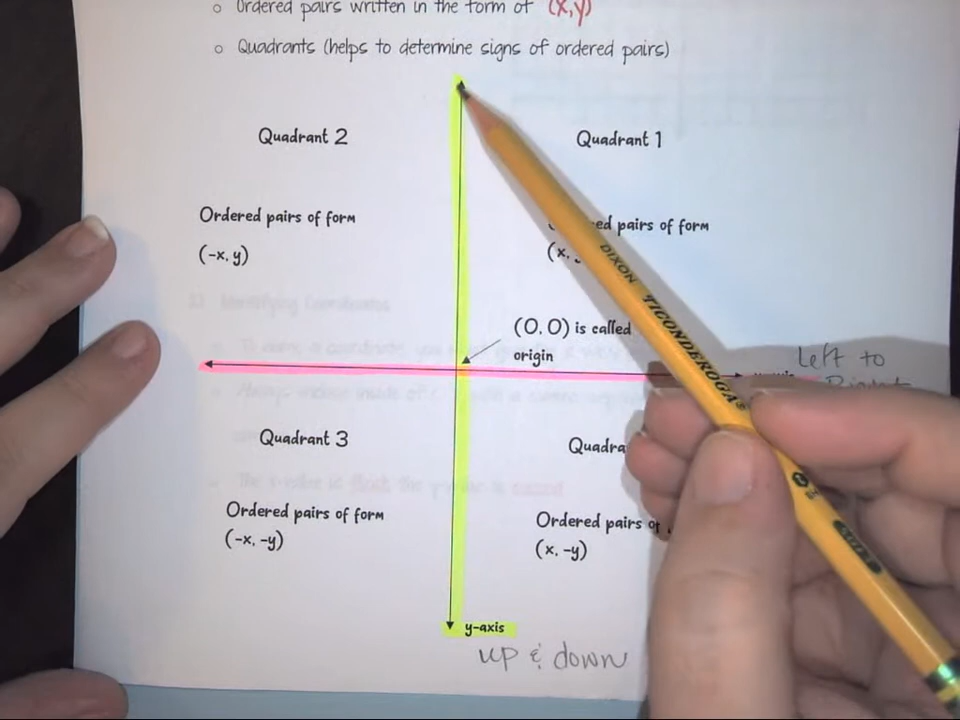 o Ordered pairs written in the form of (x,y)
o Quadrants (helps to determine signs of ordered pairs)
Quadrant 2
Quadrant 1
Ordered pairs of form
(-x, y)
pairs of form
(x,
(0, 0) is called
origin
left to
Right
Quadrant 3
Ordered pairs of form
(-x, -y)
Ordered pairs of
(x, -y)
y-axis
up & down
DIXON TICONDEROGA®